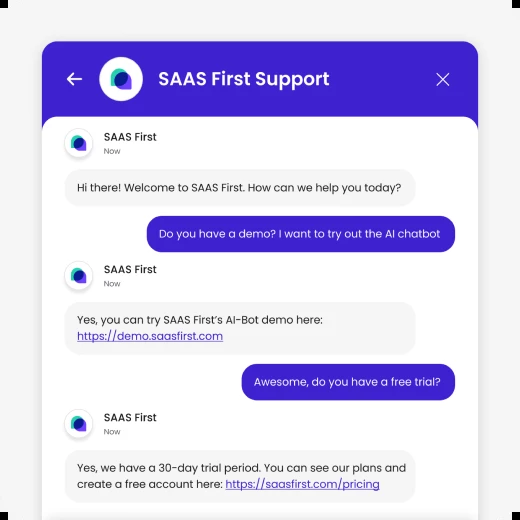 SAAS First Support
SAAS First
Now
Hi there! Welcome to SAAS First. How can we help you today?
Do you have a demo? I want to try out the AI chatbot
SAAS First
Now
Yes, you can try SAAS First’s AI-Bot demo here:
https://demo.saasfirst.com
Awesome, do you have a free trial?
SAAS First
Now
Yes, we have a 30-day trial period. You can see our plans and
create a free account here: https://saasfirst.com/pricing